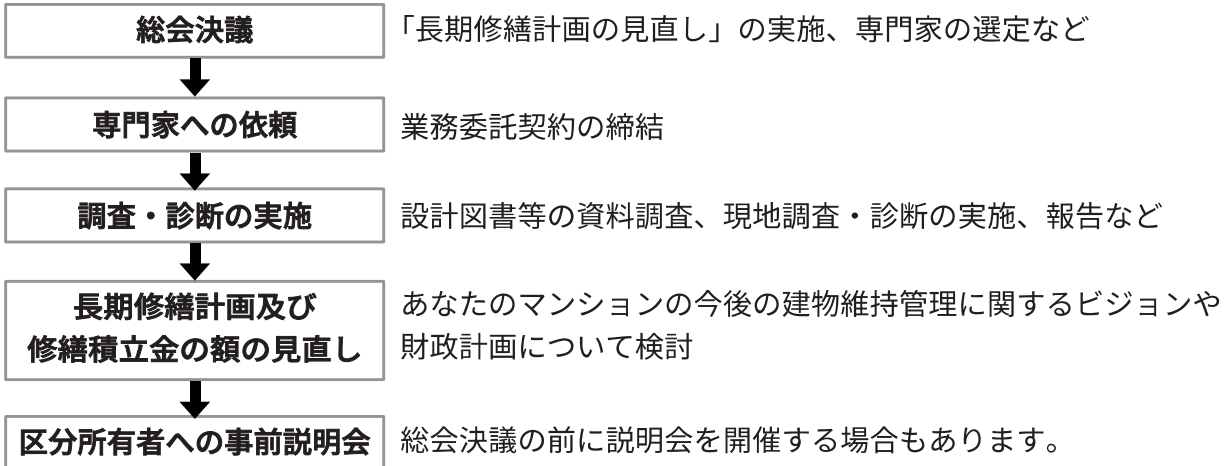 総会決議
「長期修繕計画の見直し」の実施、専門家の選定など
専門家への依頼
業務委託契約の締結
調査・診断の実施
設計図書等の資料調査、現地調査・診断の実施、報告など
長期修繕計画及び
修繕積立金の額の見直し
あなたのマンションの今後の建物維持管理に関するビジョンや
財政計画について検討
区分所有者への事前説明会
総会決議の前に説明会を開催する場合もあります。